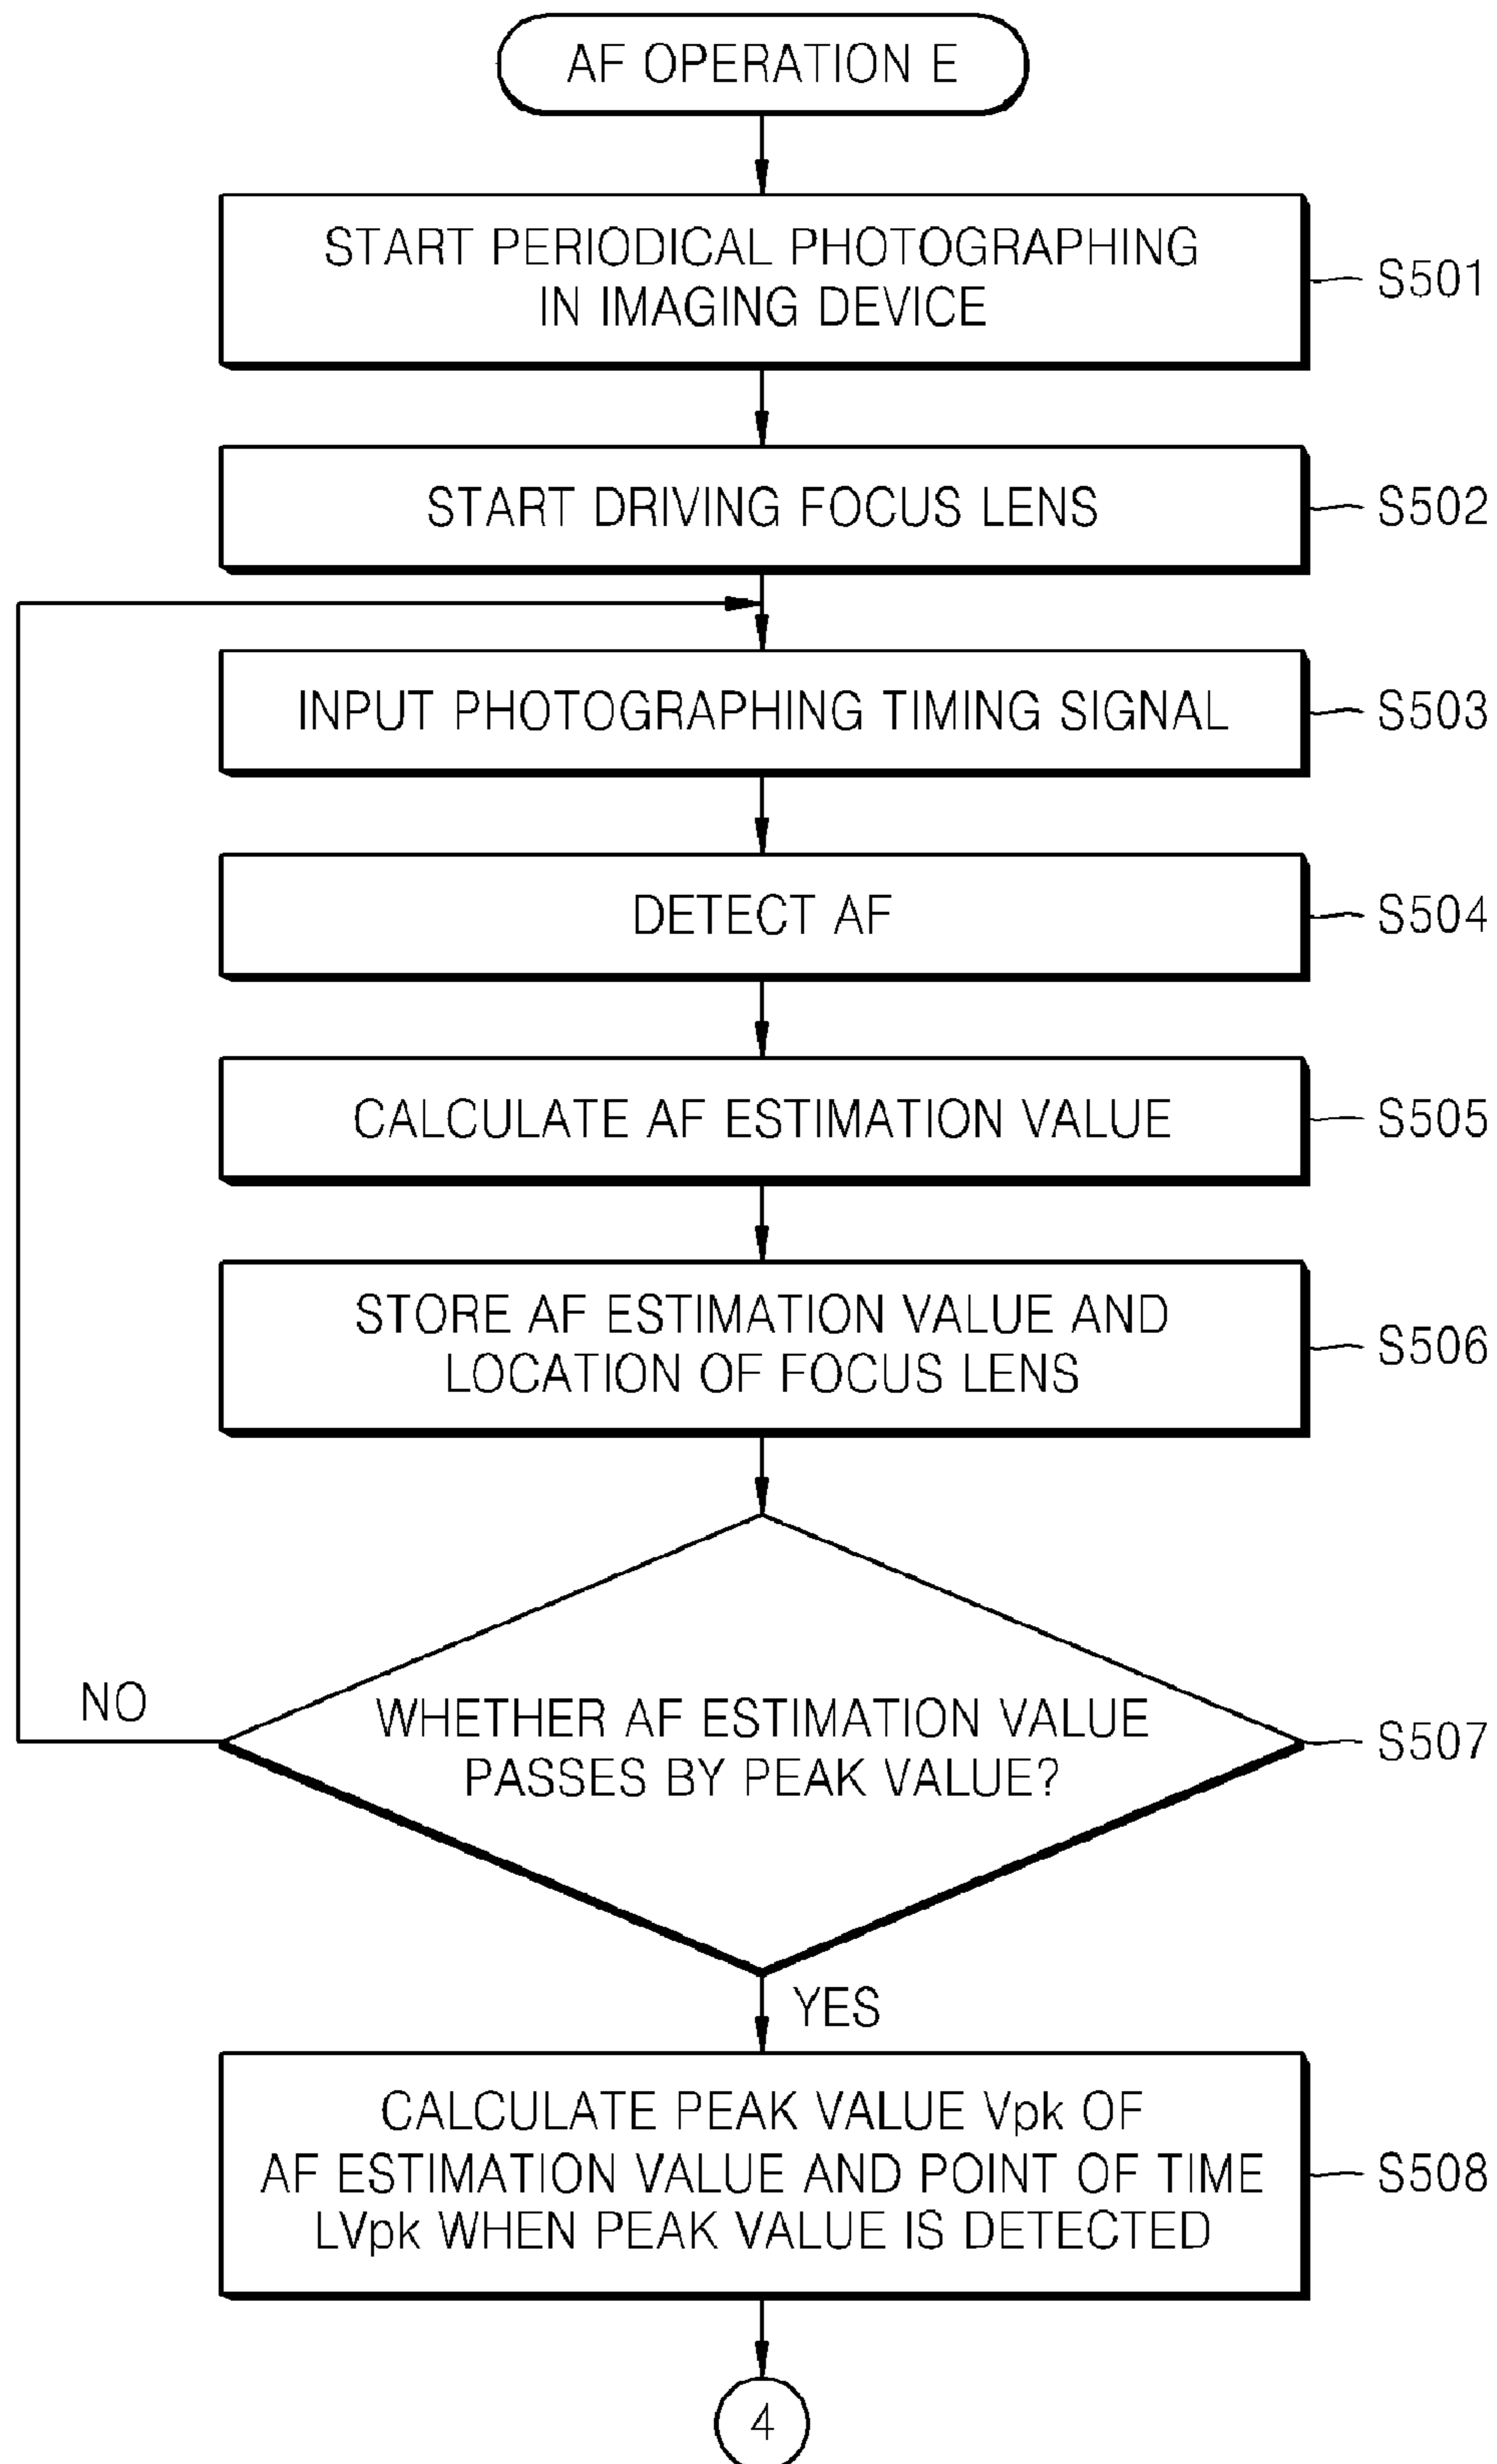 AF OPERATION E
START PERIODICAL PHOTOGRAPHING
IN IMAGING DEVICE
S501
START DRIVING FOCUS LENS
S502
INPUT PHOTOGRAPHING TIMING SIGNAL
S503
DETECT AF
S504
CALCULATE AF ESTIMATION VALUE
S505
STORE AF ESTIMATION VALUE AND
LOCATION OF FOCUS LENS
S506
NO
WHETHER AF ESTIMATION VALUE
PASSES BY PEAK VALUE?
S507
YES
CALCULATE PEAK VALUE Vpk OF
AF ESTIMATION VALUE AND POINT OF TIME
LVpk WHEN PEAK VALUE IS DETECTED
S508
4